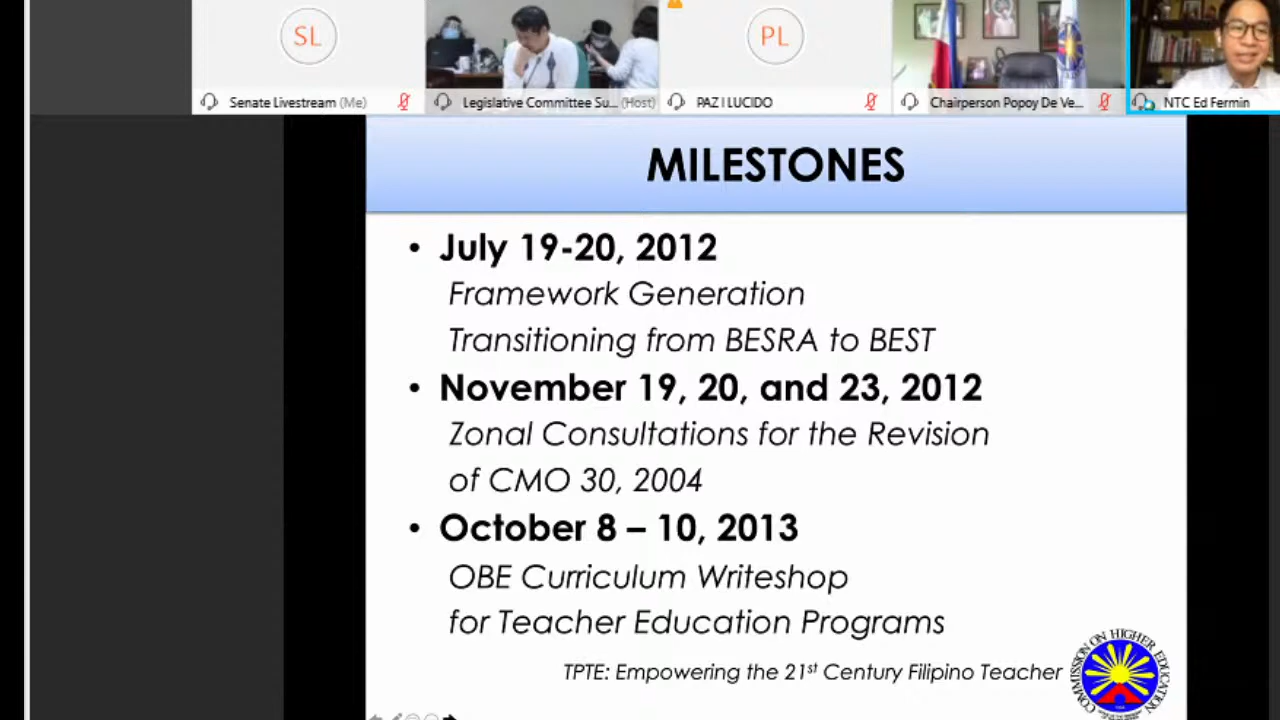 SL
PL
Senate Livestream (Me)
Legislative Committee Su... (Host)
PAZ I LUCIDO
Chairperson Popoy De Ve...
NTC Ed Fermin
MILESTONES
• July 19-20, 2012
Framework Generation
Transitioning from BESRA to BEST
• November 19, 20, and 23, 2012
Zonal Consultations for the Revision
of CMO 30, 2004
• October 8 – 10, 2013
OBE Curriculum Writeshop
for Teacher Education Programs
TPTE: Empowering the 21st Century Filipino Teacher
COMMISSION ON HIGHER EDUCATION